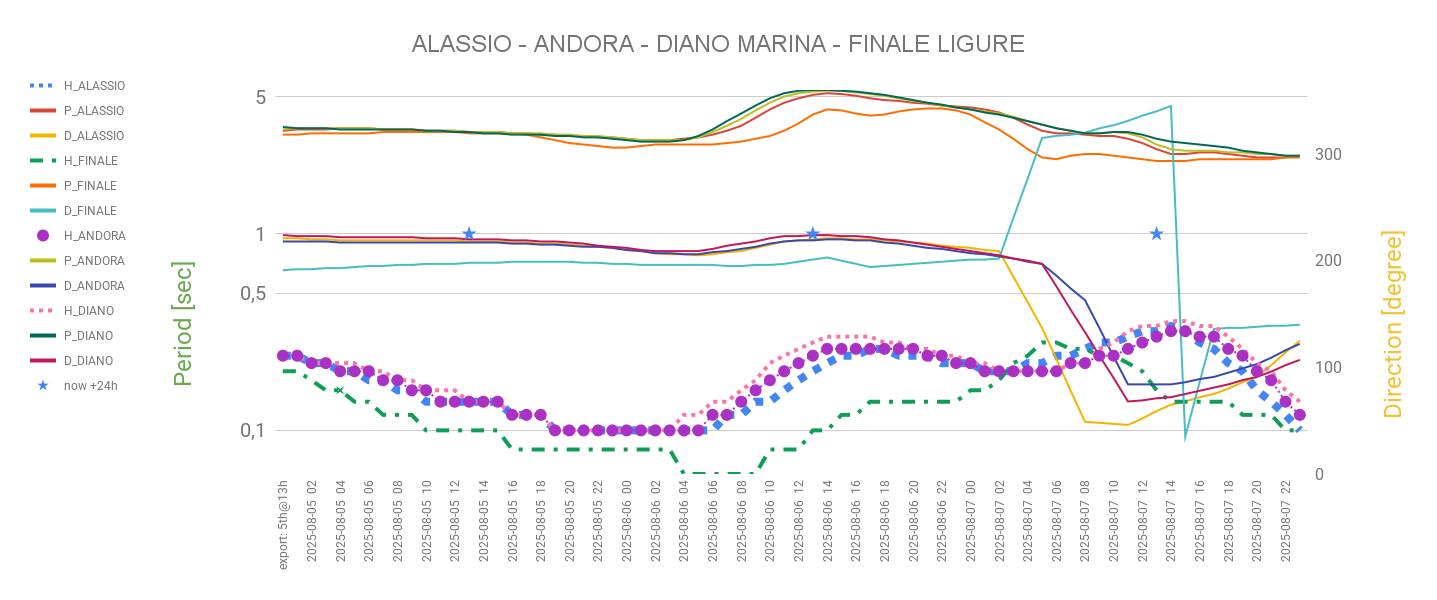 ALASSIO - ANDORA - DIANO MARINA - FINALE LIGURE
H_ALASSIO
P_ALASSIO
D_ALASSIO
H_FINALE
P_FINALE
D_FINALE
H_ANDORA
P_ANDORA
D_ANDORA
H_DIANO
P_DIANO
D_DIANO
now +24h
Period [sec]
5
1
0,5
0,1
300
200
100
0
Direction [degree]
export: 5th@13h
2025-08-05 02
2025-08-05 04
2025-08-05 06
2025-08-05 08
2025-08-05 10
2025-08-05 12
2025-08-05 14
2025-08-05 16
2025-08-05 18
2025-08-05 20
2025-08-05 22
2025-08-06 00
2025-08-06 02
2025-08-06 04
2025-08-06 06
2025-08-06 08
2025-08-06 10
2025-08-06 12
2025-08-06 14
2025-08-06 16
2025-08-06 18
2025-08-06 20
2025-08-06 22
2025-08-07 00
2025-08-07 02
2025-08-07 04
2025-08-07 06
2025-08-07 08
2025-08-07 10
2025-08-07 12
2025-08-07 14
2025-08-07 16
2025-08-07 18
2025-08-07 20
2025-08-07 22